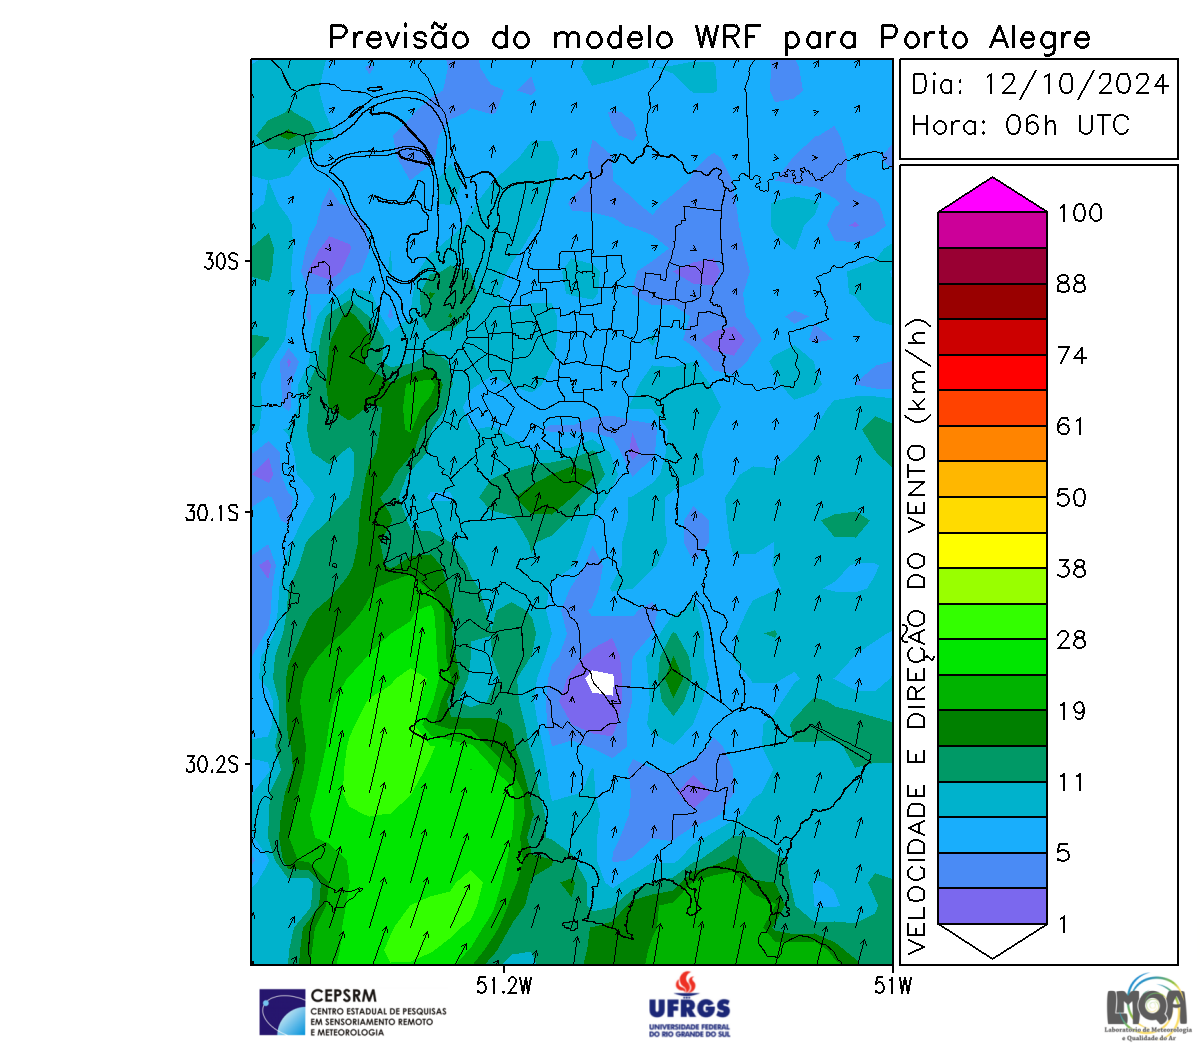 Previsão do modelo WRF para Porto Alegre
Dia: 12/10/2024
Hora: 06h UTC
30S
30.1S
30.2S
51.2W
51W
VELOCIDADE E DIREÇÃO DO VENTO (km/h)
100
88
74
61
50
38
28
19
11
5
1
CEPSRM
CENTRO ESTADUAL DE PESQUISAS
EM SENSORIAMENTO REMOTO
E METEOROLOGIA
UFRGS
UNIVERSIDADE FEDERAL
DO RIO GRANDE DO SUL
LMQA
Laboratório de Meteorologia
e Qualidade do Ar